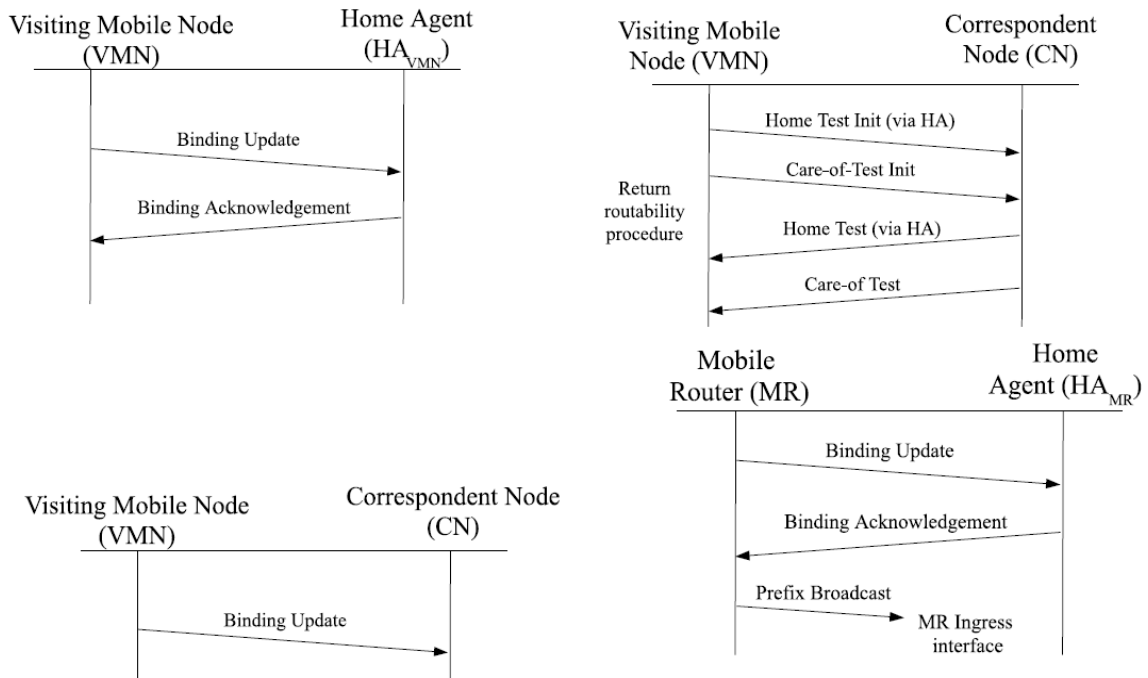 Visiting Mobile Node
(VMN)
Home Agent
(HA_VMN)
Binding Update
Binding Acknowledgement
Visiting Mobile
Node (VMN)
Correspondent
Node (CN)
Home Test Init (via HA)
Care-of-Test Init
Return
routability
procedure
Home Test (via HA)
Care-of Test
Visiting Mobile Node
(VMN)
Correspondent Node
(CN)
Binding Update
Mobile
Router (MR)
Home
Agent (HA_MR)
Binding Update
Binding Acknowledgement
Prefix Broadcast
MR Ingress
interface